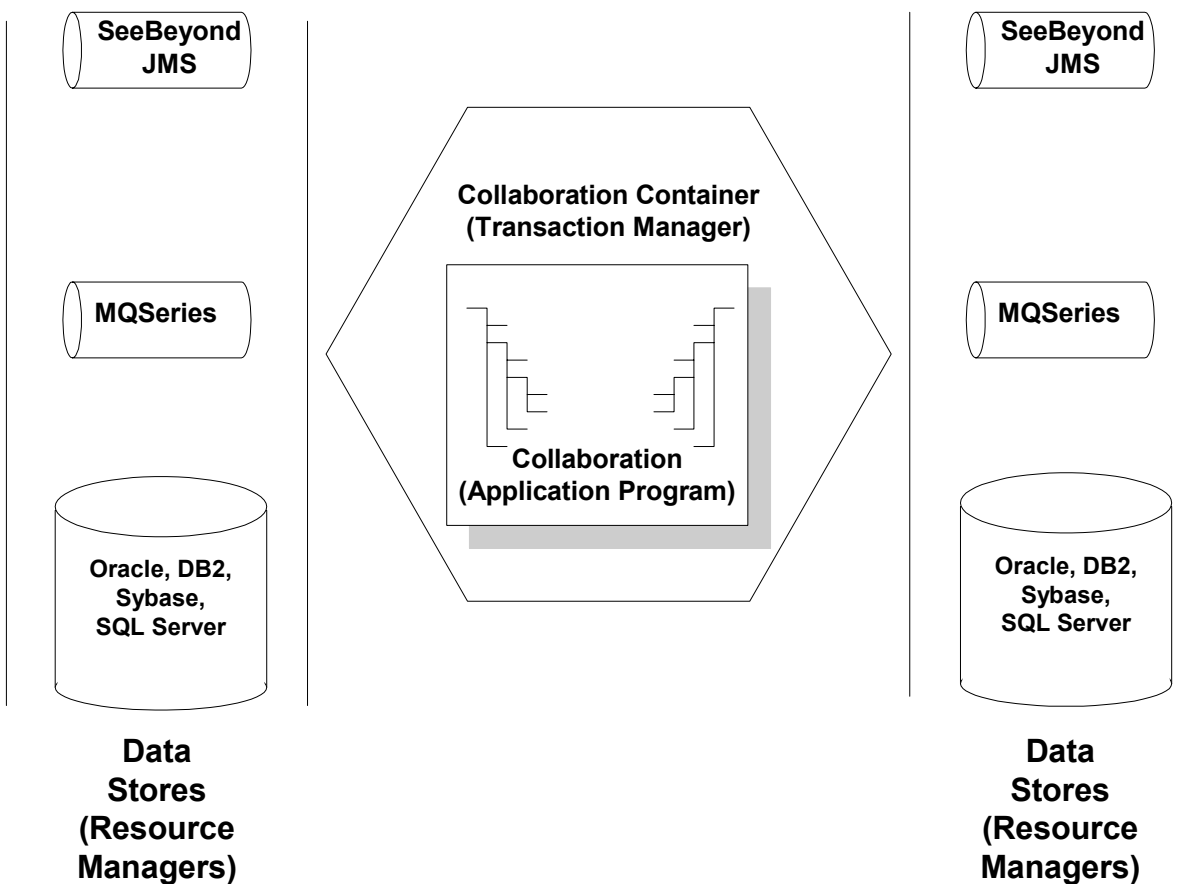 SeeBeyond
JMS
MQSeries
Oracle, DB2,
Sybase,
SQL Server
Data
Stores
(Resource
Managers)
Collaboration Container
(Transaction Manager)
Collaboration
(Application Program)
SeeBeyond
JMS
MQSeries
Oracle, DB2,
Sybase,
SQL Server
Data
Stores
(Resource
Managers)